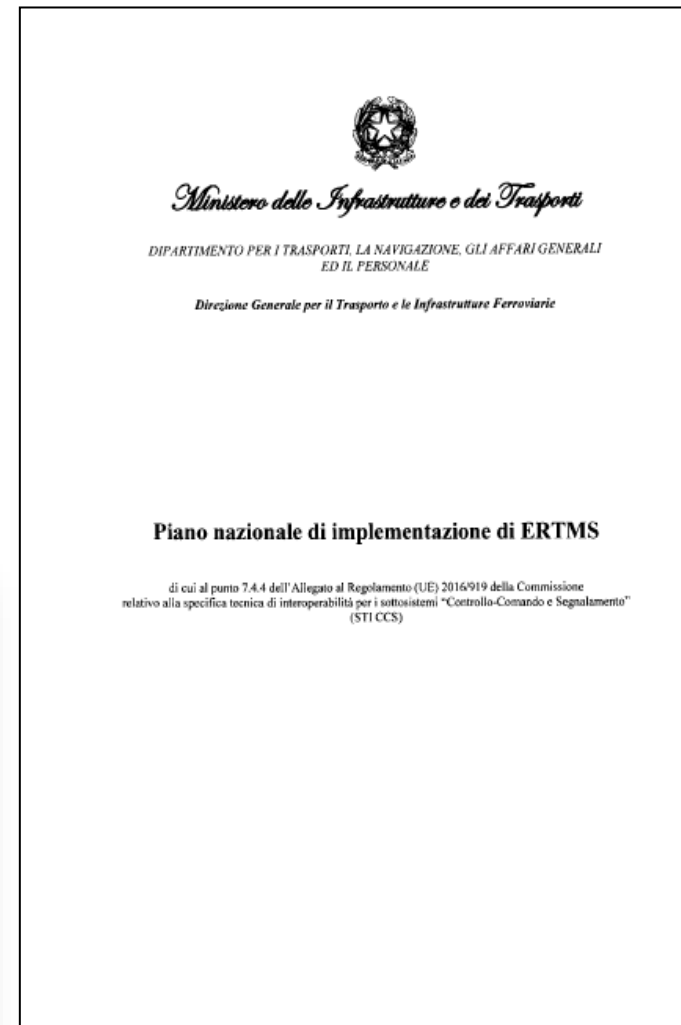 Ministero delle Infrastrutture e dei Trasporti
DIPARTIMENTO PER I TRASPORTI, LA NAVIGAZIONE, GLI AFFARI GENERALI
ED IL PERSONALE
Direzione Generale per il Trasporto e le Infrastrutture Ferroviarie
Piano nazionale di implementazione di ERTMS
di cui al punto 7.4.4 dell'Allegato al Regolamento (UE) 2016/919 della Commissione
relativo alla specifica tecnica di interoperabilità per i sottosistemi "Controllo-Comando e Segnalamento"
(STI CCS)